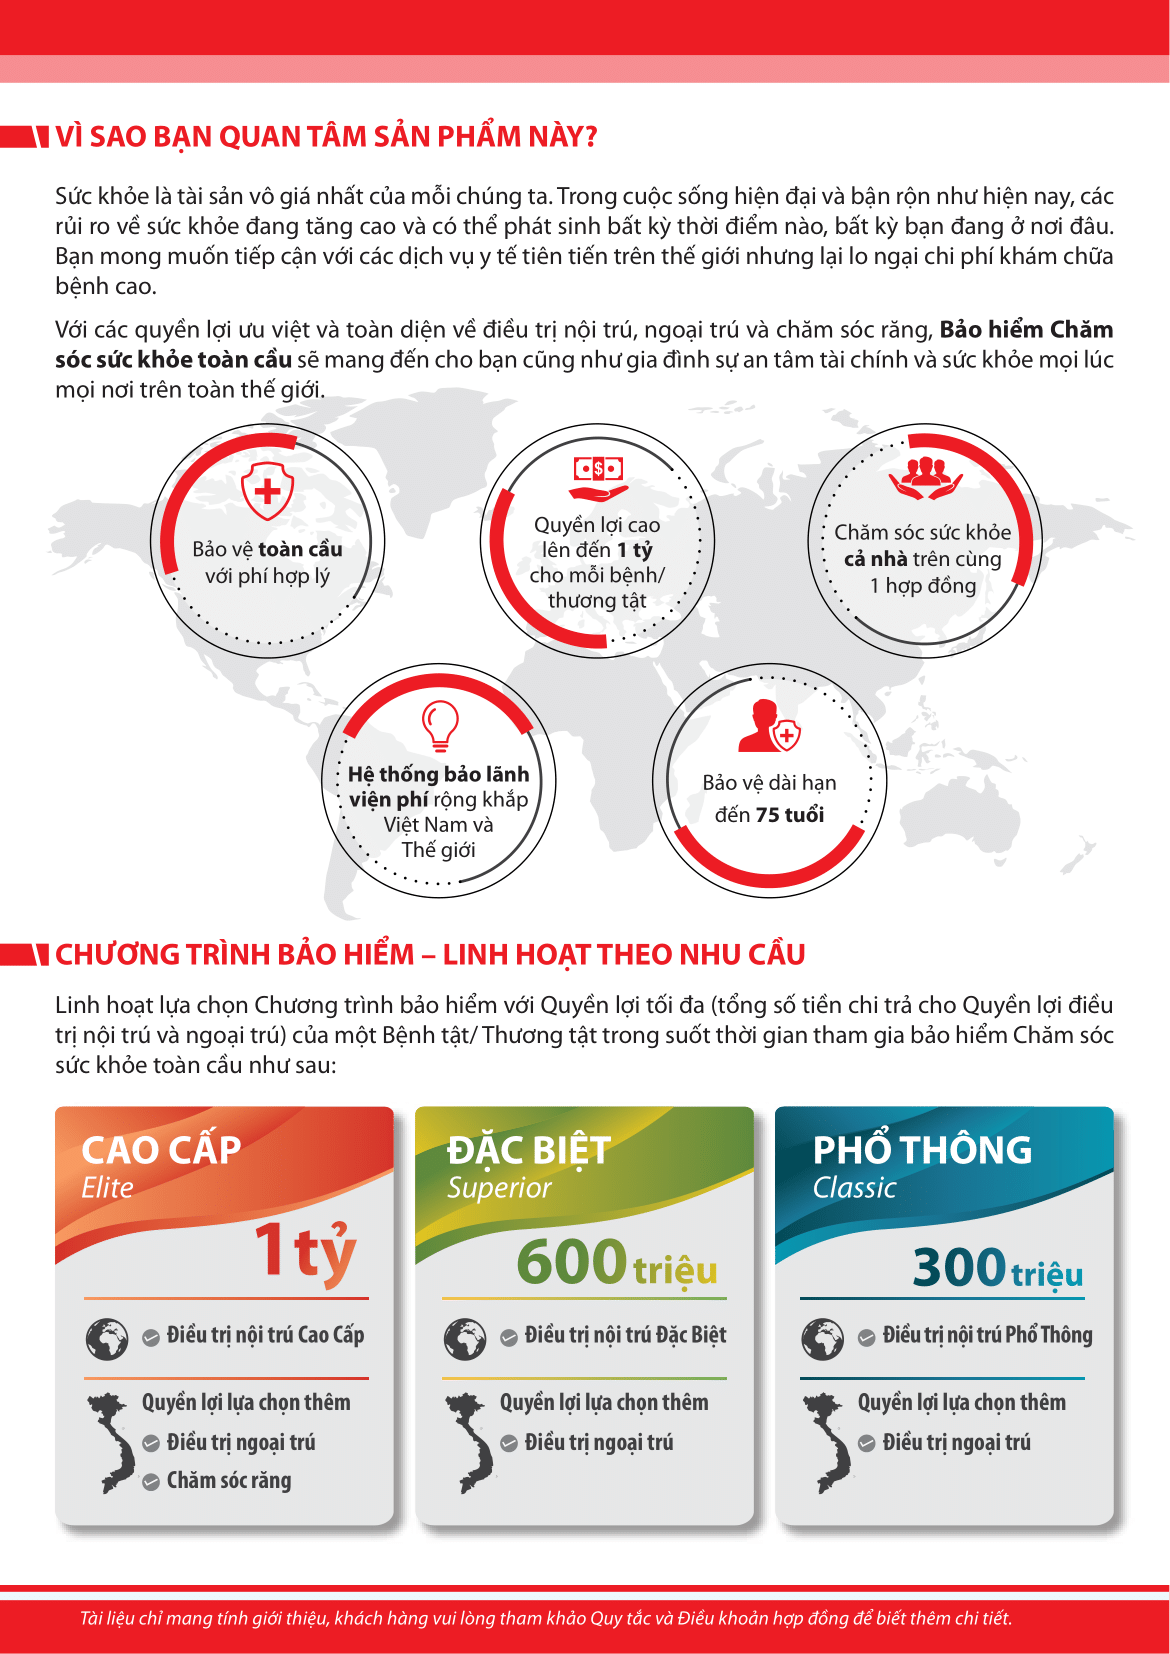 VÌ SAO BẠN QUAN TÂM SẢN PHẨM NÀY?
Sức khỏe là tài sản vô giá nhất của mỗi chúng ta. Trong cuộc sống hiện đại và bận rộn như hiện nay, các
rủi ro về sức khỏe đang tăng cao và có thể phát sinh bất kỳ thời điểm nào, bất kỳ bạn đang ở nơi đâu.
Bạn mong muốn tiếp cận với các dịch vụ y tế tiên tiến trên thế giới nhưng lại lo ngại chi phí khám chữa
bệnh cao.
Với các quyền lợi ưu việt và toàn diện về điều trị nội trú, ngoại trú và chăm sóc răng, Bảo hiểm Chăm
sóc sức khỏe toàn cầu sẽ mang đến cho bạn cũng như gia đình sự an tâm tài chính và sức khỏe mọi lúc
mọi nơi trên toàn thế giới.
Bảo vệ toàn cầu
với phí hợp lý
$
Quyền lợi cao
lên đến 1 tỷ
cho mỗi bệnh/
thương tật
Chăm sóc sức khỏe
cả nhà trên cùng
1 hợp đồng
Hệ thống bảo lãnh
viện phí rộng khắp
Việt Nam và
Thế giới
Bảo vệ dài hạn
đến 75 tuổi
CHƯƠNG TRÌNH BẢO HIỂM – LINH HOẠT THEO NHU CẦU
Linh hoạt lựa chọn Chương trình bảo hiểm với Quyền lợi tối đa (tổng số tiền chi trả cho Quyền lợi điều
trị nội trú và ngoại trú) của một Bệnh tật/ Thương tật trong suốt thời gian tham gia bảo hiểm Chăm sóc
sức khỏe toàn cầu như sau:
CAO CẤP
Elite
1 tỷ
Điều trị nội trú Cao Cấp
Quyền lợi lựa chọn thêm
Điều trị ngoại trú
Chăm sóc răng
ĐẶC BIỆT
Superior
600 triệu
Điều trị nội trú Đặc Biệt
Quyền lợi lựa chọn thêm
Điều trị ngoại trú
PHỔ THÔNG
Classic
300 triệu
Điều trị nội trú Phổ Thông
Quyền lợi lựa chọn thêm
Điều trị ngoại trú
Tài liệu chỉ mang tính giới thiệu, khách hàng vui lòng tham khảo Quy tắc và Điều khoản hợp đồng để biết thêm chi tiết.